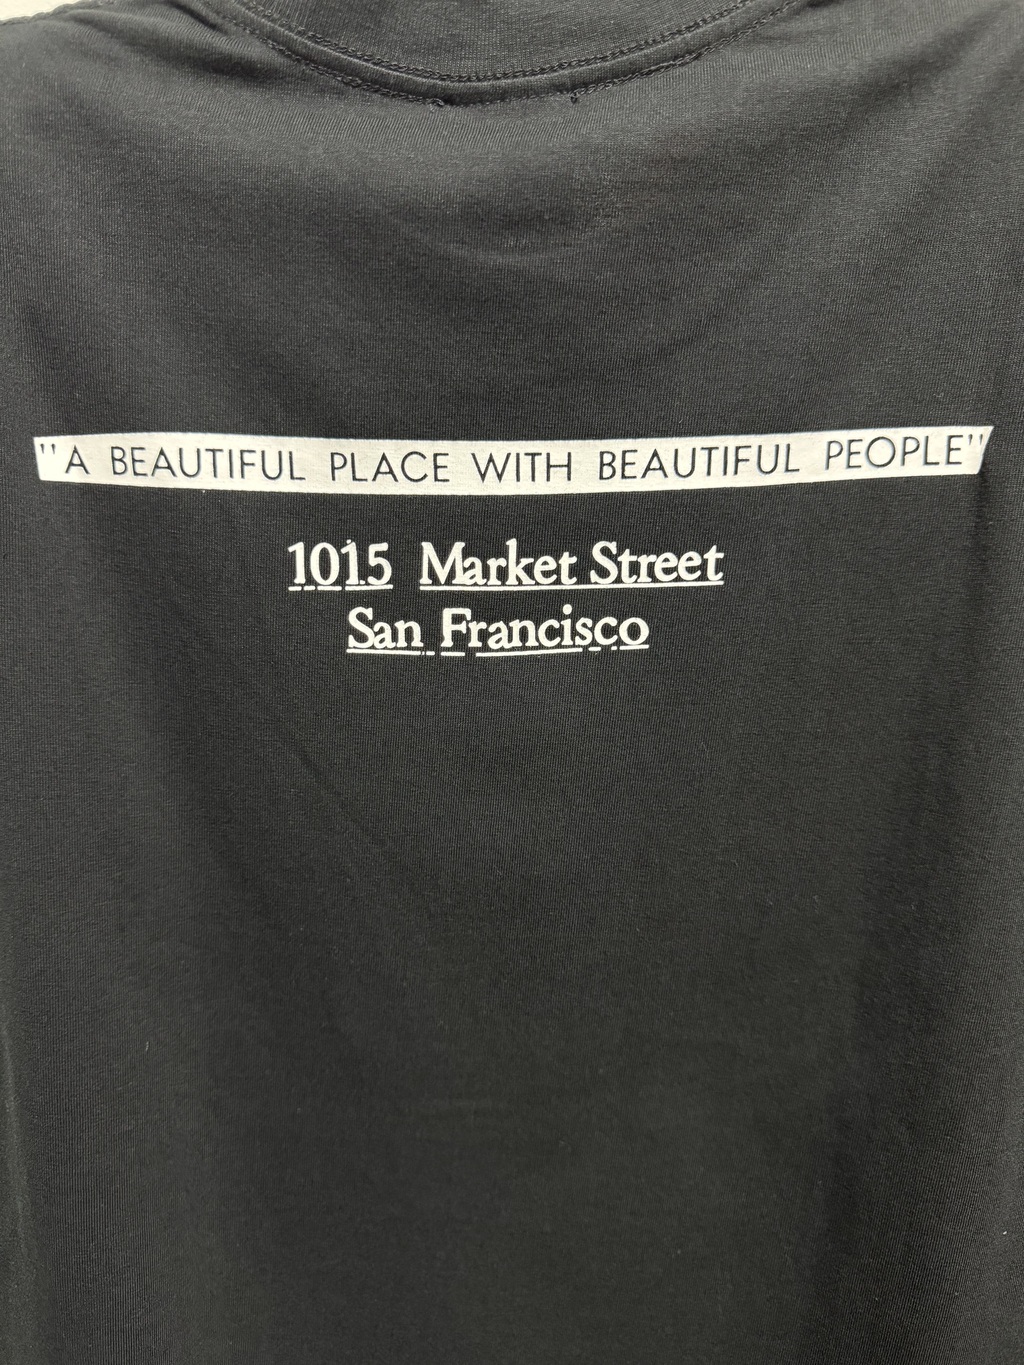 "A BEAUTIFUL PLACE WITH BEAUTIFUL PEOPLE"
1015 Market Street
San Francisco